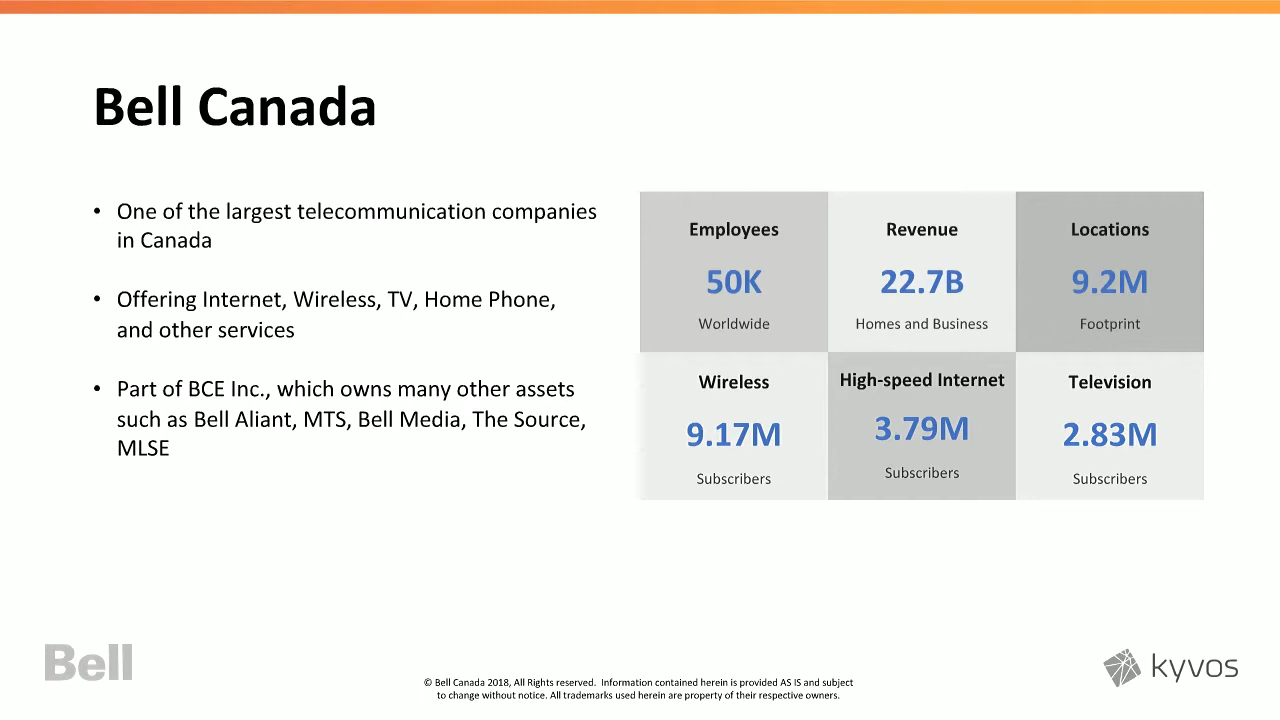 Bell Canada
• One of the largest telecommunication companies
in Canada
• Offering Internet, Wireless, TV, Home Phone,
and other services
• Part of BCE Inc., which owns many other assets
such as Bell Aliant, MTS, Bell Media, The Source,
MLSE
Employees
50K
Worldwide
Revenue
22.7B
Homes and Business
Locations
9.2M
Footprint
Wireless
9.17M
Subscribers
High-speed Internet
3.79M
Subscribers
Television
2.83M
Subscribers
Bell
© Bell Canada 2018, All Rights reserved. Information contained herein is provided AS IS and subject
to change without notice. All trademarks used herein are property of their respective owners.
kyvos